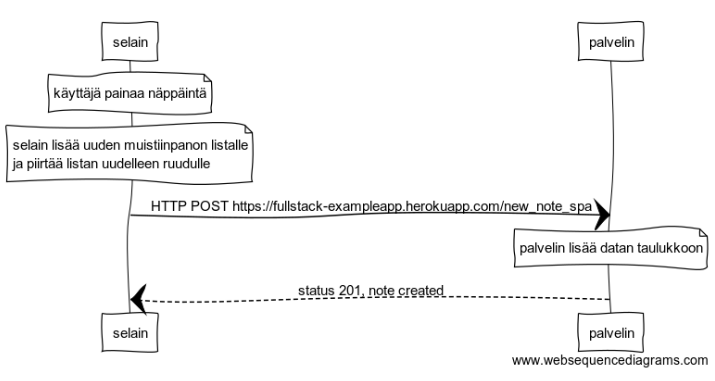 selain
palvelin
käyttäjä painaa näppäintä
selain lisää uuden muistiinpanon listalle
ja piirtää listan uudelleen ruudulle
HTTP POST https://fullstack-exampleapp.herokuapp.com/new_note_spa
palvelin lisää datan taulukkoon
status 201, note created
selain
palvelin
www.websequencediagrams.com